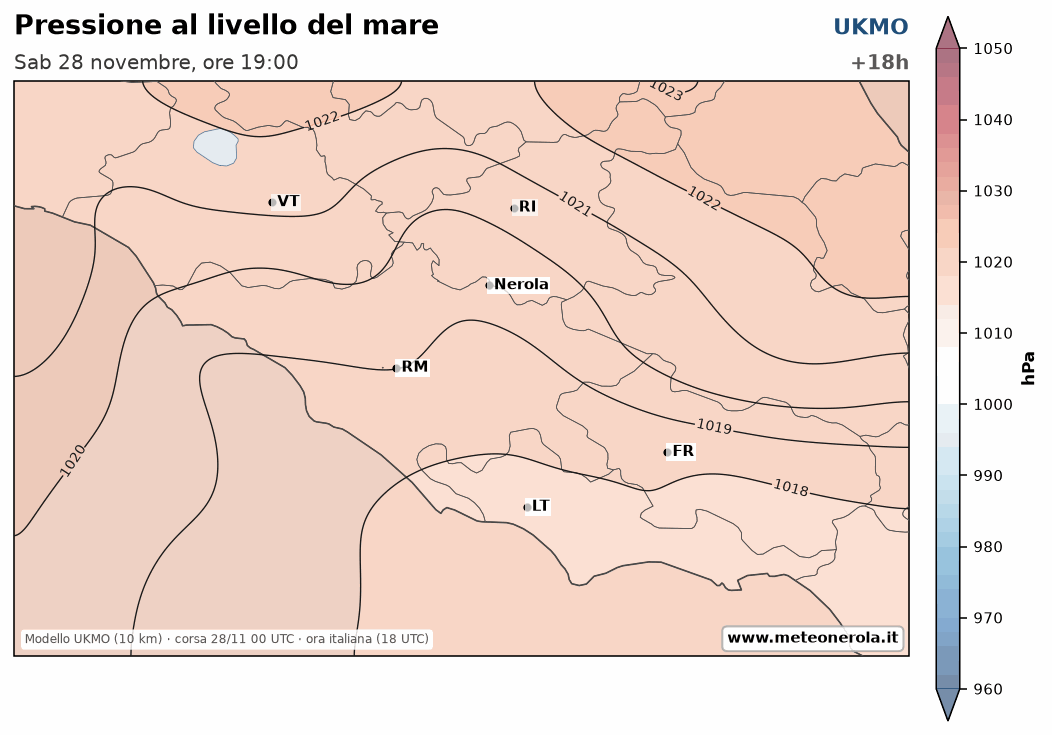 Pressione al livello del mare
UKMO
Sab 28 novembre, ore 19:00
+18h
1023
1022
VT
RI
1021
1022
Nerola
RM
1019
FR
1020
1018
LT
Modello UKMO (10 km) · corsa 28/11 00 UTC · ora italiana (18 UTC)
www.meteonerola.it
1050
1040
1030
1020
1010
1000
990
980
970
960
hPa